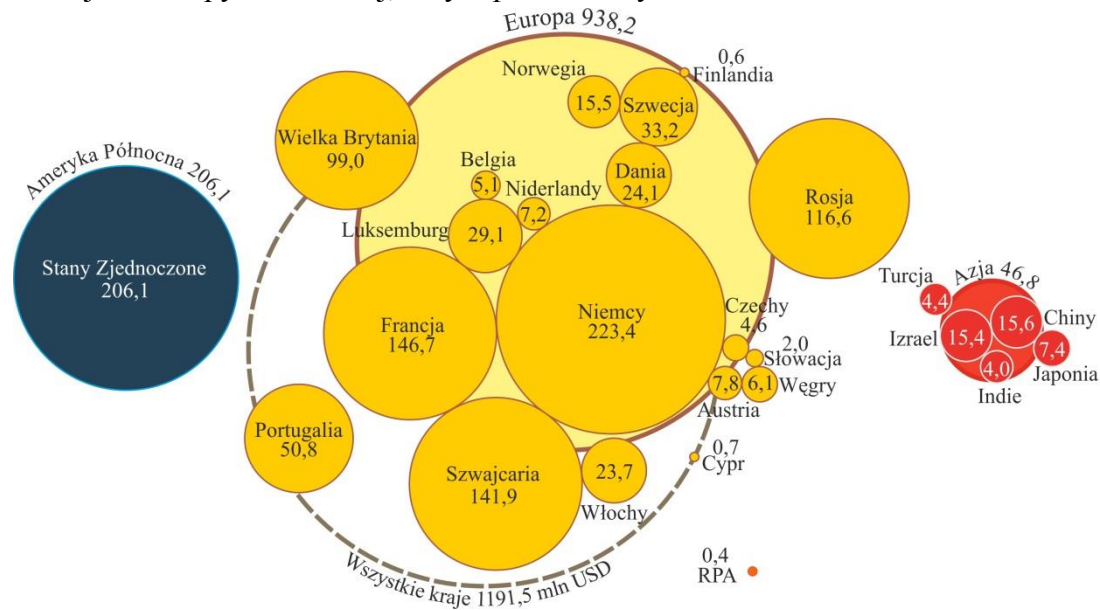 Europa 938,2
0,6
Finlandia
Norwegia
15,5
Szwecja
33,2
Wielka Brytania
99,0
Ameryka Północna 206,1
Belgia
5,1
Niderlandy
7,2
Dania
24,1
Rosja
116,6
Luksemburg
29,1
Stany Zjednoczone
206,1
Turcja
4,4
Azja 46,8
Francja
146,7
Niemcy
223,4
Czechy
4,6
2,0
Słowacja
Izrael
15,4
15,6
Chiny
7,4
Japonia
4,0
Indie
7,8
Austria
6,1
Węgry
Portugalia
50,8
Szwajcaria
141,9
23,7
Włochy
0,7
Cypr
Wszystkie kraje 1191,5 mln USD
0,4
RPA